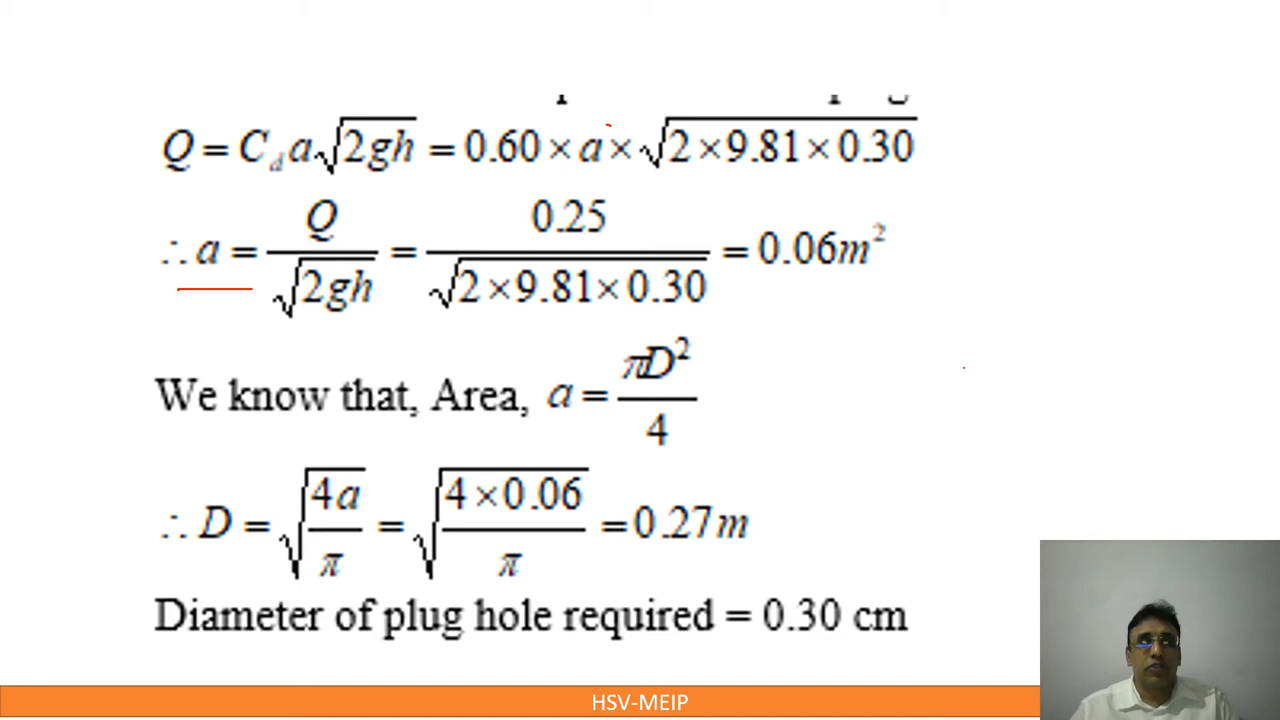 Q = C_d a√2gh = 0.60 × a × √2 × 9.81 × 0.30
∴ a = Q / √2gh = 0.25 / √2 × 9.81 × 0.30 = 0.06m²
We know that, Area, a = πD² / 4
∴ D = √4a / π = √4 × 0.06 / π = 0.27m
Diameter of plug hole required = 0.30 cm
HSV-MEIP